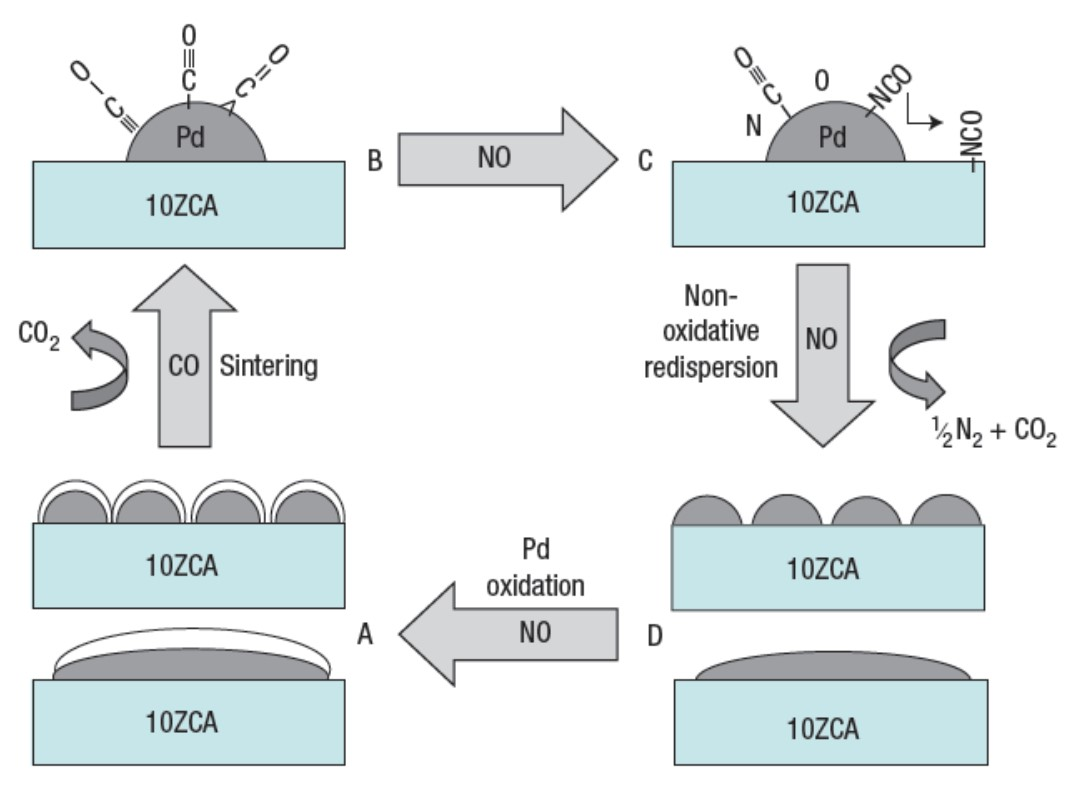 O≡C
O
≡
C
C=O
Pd
10ZCA
B
NO
C
O≡C
O
N
Pd
–NCO
–NCO
10ZCA
CO₂
CO
Sintering
Non-
oxidative
redispersion
NO
½N₂ + CO₂
10ZCA
10ZCA
Pd
oxidation
NO
A
D
10ZCA
10ZCA